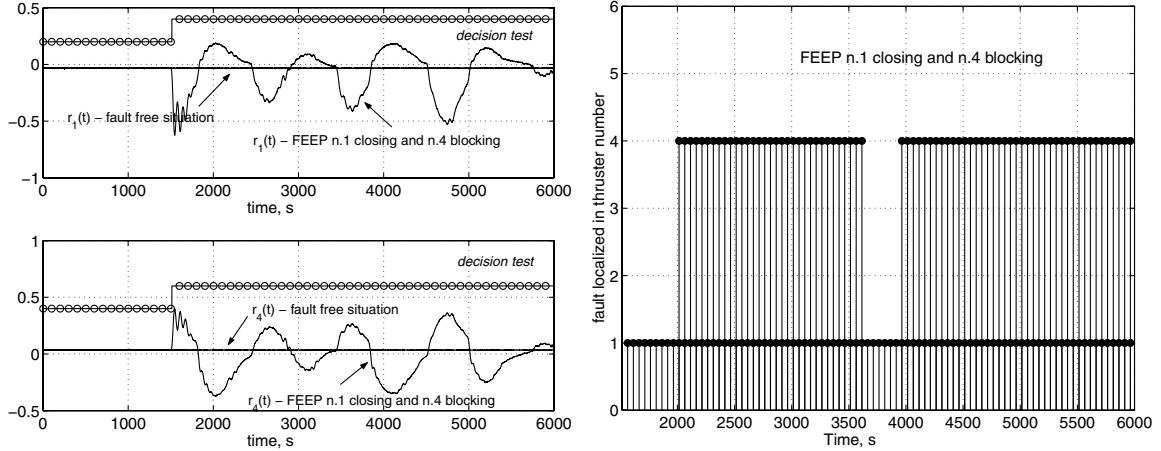 0.5
decision test
0
r1(t) – fault free situation
−0.5
r1(t) – FEEP n.1 closing and n.4 blocking
−1
0 1000 2000 3000 4000 5000 6000
time, s
1
decision test
0.5
r4(t) – fault free situation
0
r4(t) – FEEP n.1 closing and n.4 blocking
−0.5
0 1000 2000 3000 4000 5000 6000
time, s
6
FEEP n.1 closing and n.4 blocking
5
4
3
2
1
0
fault localized in thruster number
2000 2500 3000 3500 4000 4500 5000 5500 6000
Time, s